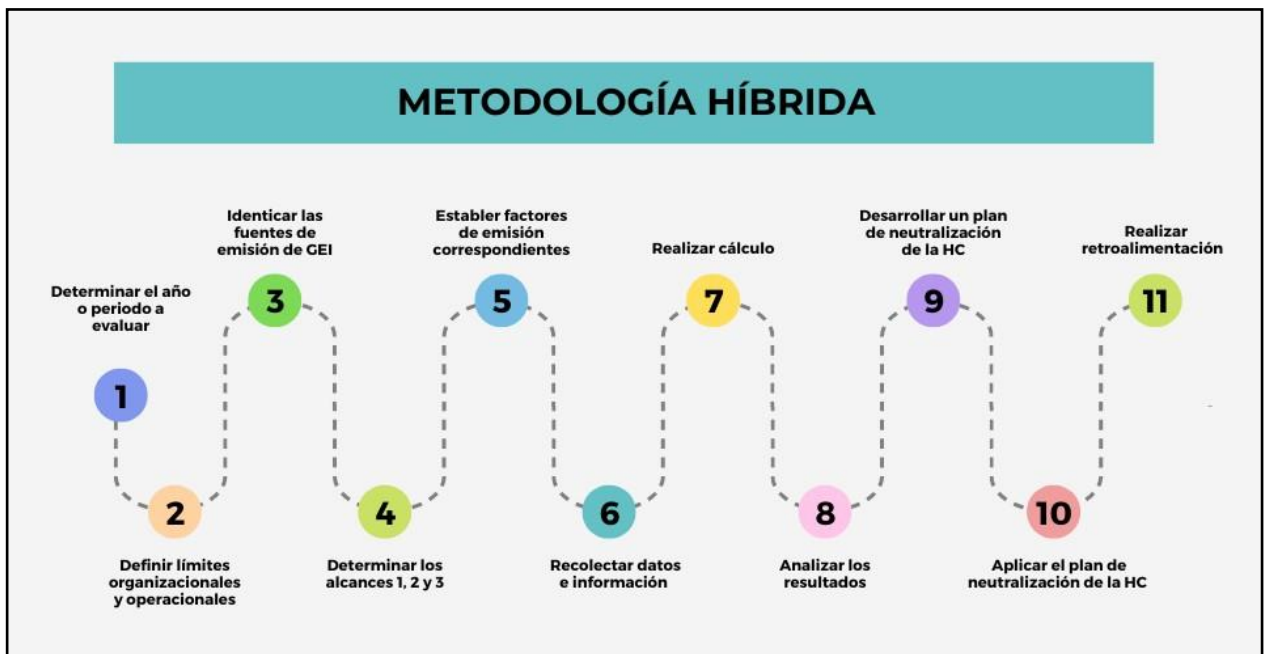 METODOLOGÍA HÍBRIDA
Determinar el año
o periodo a
evaluar
1
2
Definir límites
organizacionales
y operacionales
Identicar las
fuentes de
emisión de GEI
3
4
Determinar los
alcances 1, 2 y 3
Establer factores
de emisión
correspondientes
5
6
Recolectar datos
e información
Realizar cálculo
7
8
Analizar los
resultados
Desarrollar un plan
de neutralización
de la HC
9
10
Aplicar el plan de
neutralización de la HC
Realizar
retroalimentación
11